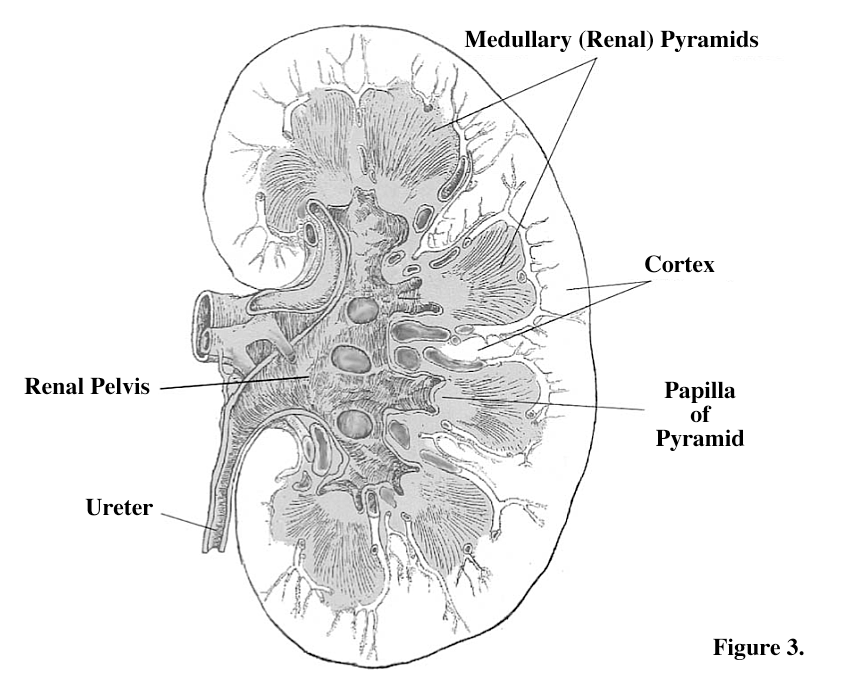 Medullary (Renal) Pyramids
Cortex
Renal Pelvis
Papilla
of
Pyramid
Ureter
Figure 3.